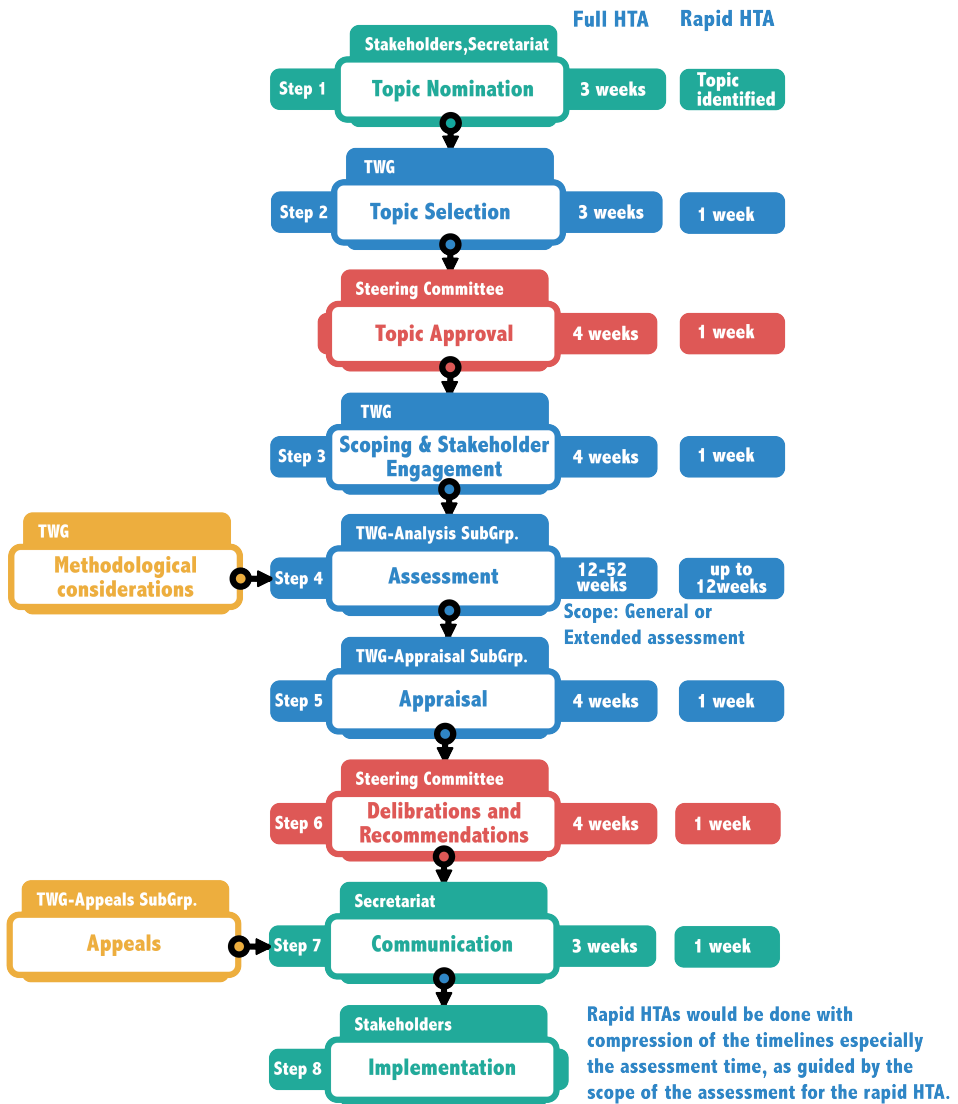 Full HTA
Rapid HTA
Stakeholders,Secretariat
Step 1
Topic Nomination
3 weeks
Topic
identified
TWG
Step 2
Topic Selection
3 weeks
1 week
Steering Committee
Topic Approval
4 weeks
1 week
TWG
Step 3
Scoping & Stakeholder
Engagement
4 weeks
1 week
TWG
Methodological
considerations
TWG-Analysis SubGrp.
Step 4
Assessment
12-52
weeks
up to
12weeks
Scope: General or
Extended assessment
TWG-Appraisal SubGrp.
Step 5
Appraisal
4 weeks
1 week
Steering Committee
Step 6
Delibrations and
Recommendations
4 weeks
1 week
TWG-Appeals SubGrp.
Appeals
Secretariat
Step 7
Communication
3 weeks
1 week
Stakeholders
Step 8
Implementation
Rapid HTAs would be done with
compression of the timelines especially
the assessment time, as guided by the
scope of the assessment for the rapid HTA.